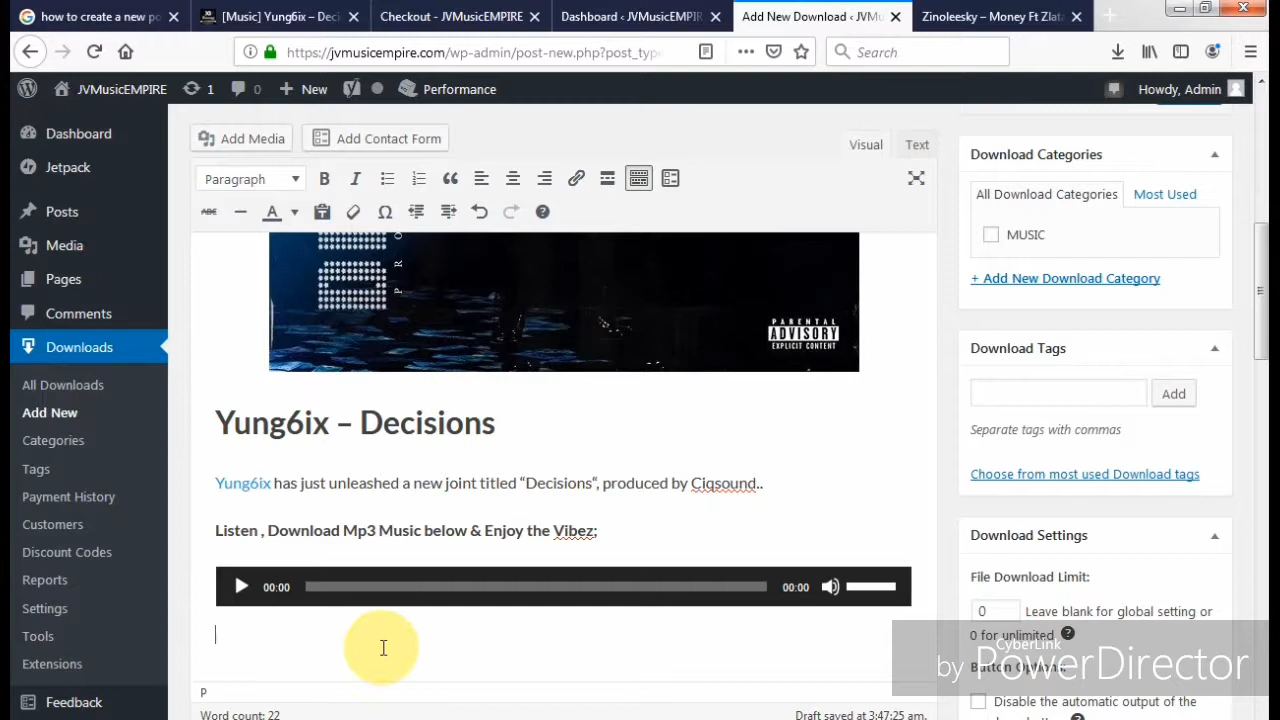 how to create a new po
[Music] Yung6ix – Deci
Checkout - JVMusicEMPIRE
Dashboard ‹ JVMusicEMPIR
Add New Download ‹ JVMu
Zinoleesky – Money Ft Zlata
https://jvmusicempire.com/wp-admin/post-new.php?post_type
Search
JVMusicEMPIRE
1
0
New
Performance
Howdy, Admin
Dashboard
Jetpack
Posts
Media
Pages
Comments
Downloads
All Downloads
Add New
Categories
Tags
Payment History
Customers
Discount Codes
Reports
Settings
Tools
Extensions
Feedback
Add Media
Add Contact Form
Visual
Text
Paragraph
B I
ABC
A
P R O
PARENTAL
ADVISORY
EXPLICIT CONTENT
Yung6ix – Decisions
Yung6ix has just unleashed a new joint titled “Decisions“, produced by Ciqsound..
Listen , Download Mp3 Music below & Enjoy the Vibez;
00:00
00:00
P
Word count: 22
Draft saved at 3:47:25 am.
Download Categories
All Download Categories
Most Used
MUSIC
+ Add New Download Category
Download Tags
Add
Separate tags with commas
Choose from most used Download tags
Download Settings
File Download Limit:
0
Leave blank for global setting or
0 for unlimited
Button Options:
Disable the automatic output of the
CyberLink
by PowerDirector